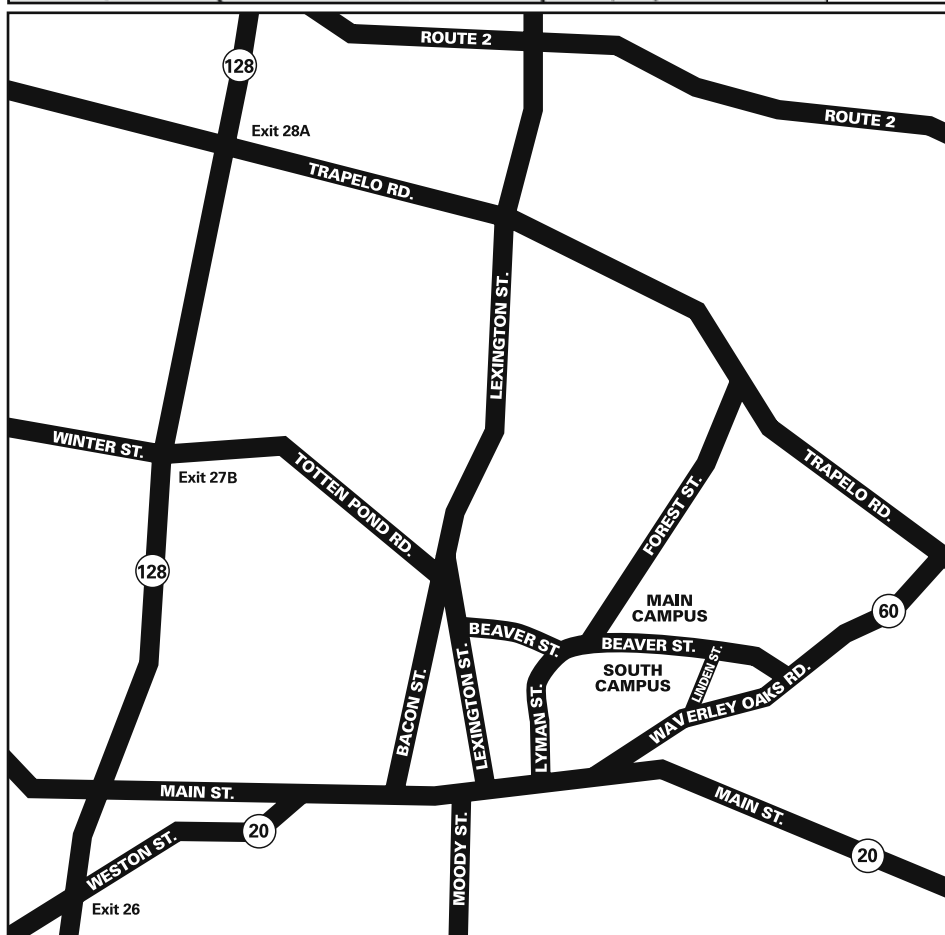 ROUTE 2
128
ROUTE 2
Exit 28A
TRAPELO RD.
LEXINGTON ST.
WINTER ST.
Exit 27B
TOTTEN POND RD.
TRAPELO RD.
FOREST ST.
128
MAIN
CAMPUS
60
BEAVER ST.
BEAVER ST.
SOUTH
CAMPUS
LINDEN ST.
BACON ST.
LEXINGTON ST.
LYMAN ST.
WAVERLEY OAKS RD.
MAIN ST.
MAIN ST.
20
WESTON ST.
MOODY ST.
20
Exit 26